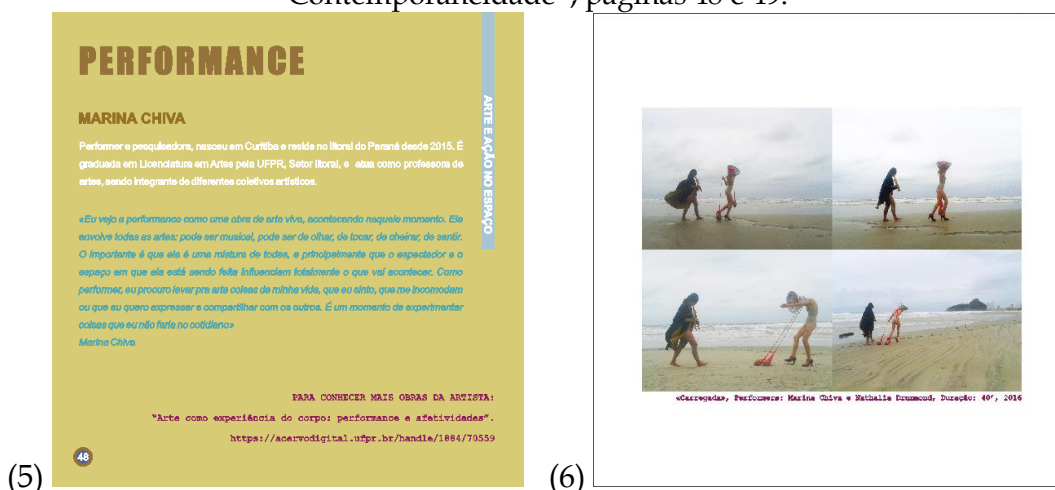 Contemporaneidade", páginas 48 e 49.
PERFORMANCE
MARINA CHIVA
Performer e pesquisadora, nasceu em Curitiba e reside no litoral do Paraná desde 2015. É
graduada em Licenciatura em Artes pela UFPR, Setor litoral, e atua como professora de
artes, sendo integrante de diferentes coletivos artísticos.
«Eu vejo a performance como uma obra de arte viva, acontecendo naquele momento. Ela
envolve todas as artes: pode ser musical, pode ser de olhar, de tocar, de cheirar, de sentir.
O importante é que ela é uma mistura de todas, e principalmente que o espectador e o
espaço em que ela está sendo feita influenciam totalmente o que vai acontecer. Como
performer, eu procuro levar pra arte coisas da minha vida, que eu sinto, que me incomodam
ou que eu quero expressar e compartilhar com os outros. É um momento de experimentar
coisas que eu não faria no cotidiano»
Marina Chiva
ARTE E AÇÃO NO ESPAÇO
PARA CONHECER MAIS OBRAS DA ARTISTA:
"Arte como experiência do corpo: performance e afetividades".
https://acervodigital.ufpr.br/handle/1884/70559
48
(5)
«Carregada», Performers: Marina Chiva e Nathalia Drummond, Duração: 40', 2016
(6)